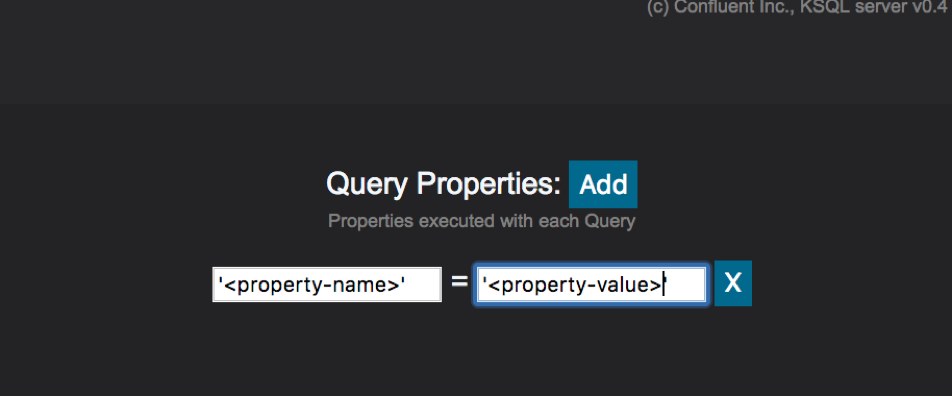 (c) Confluent Inc., KSQL server v0.4
Query Properties: Add
Properties executed with each Query
'<property-name>' = '<property-value>' X